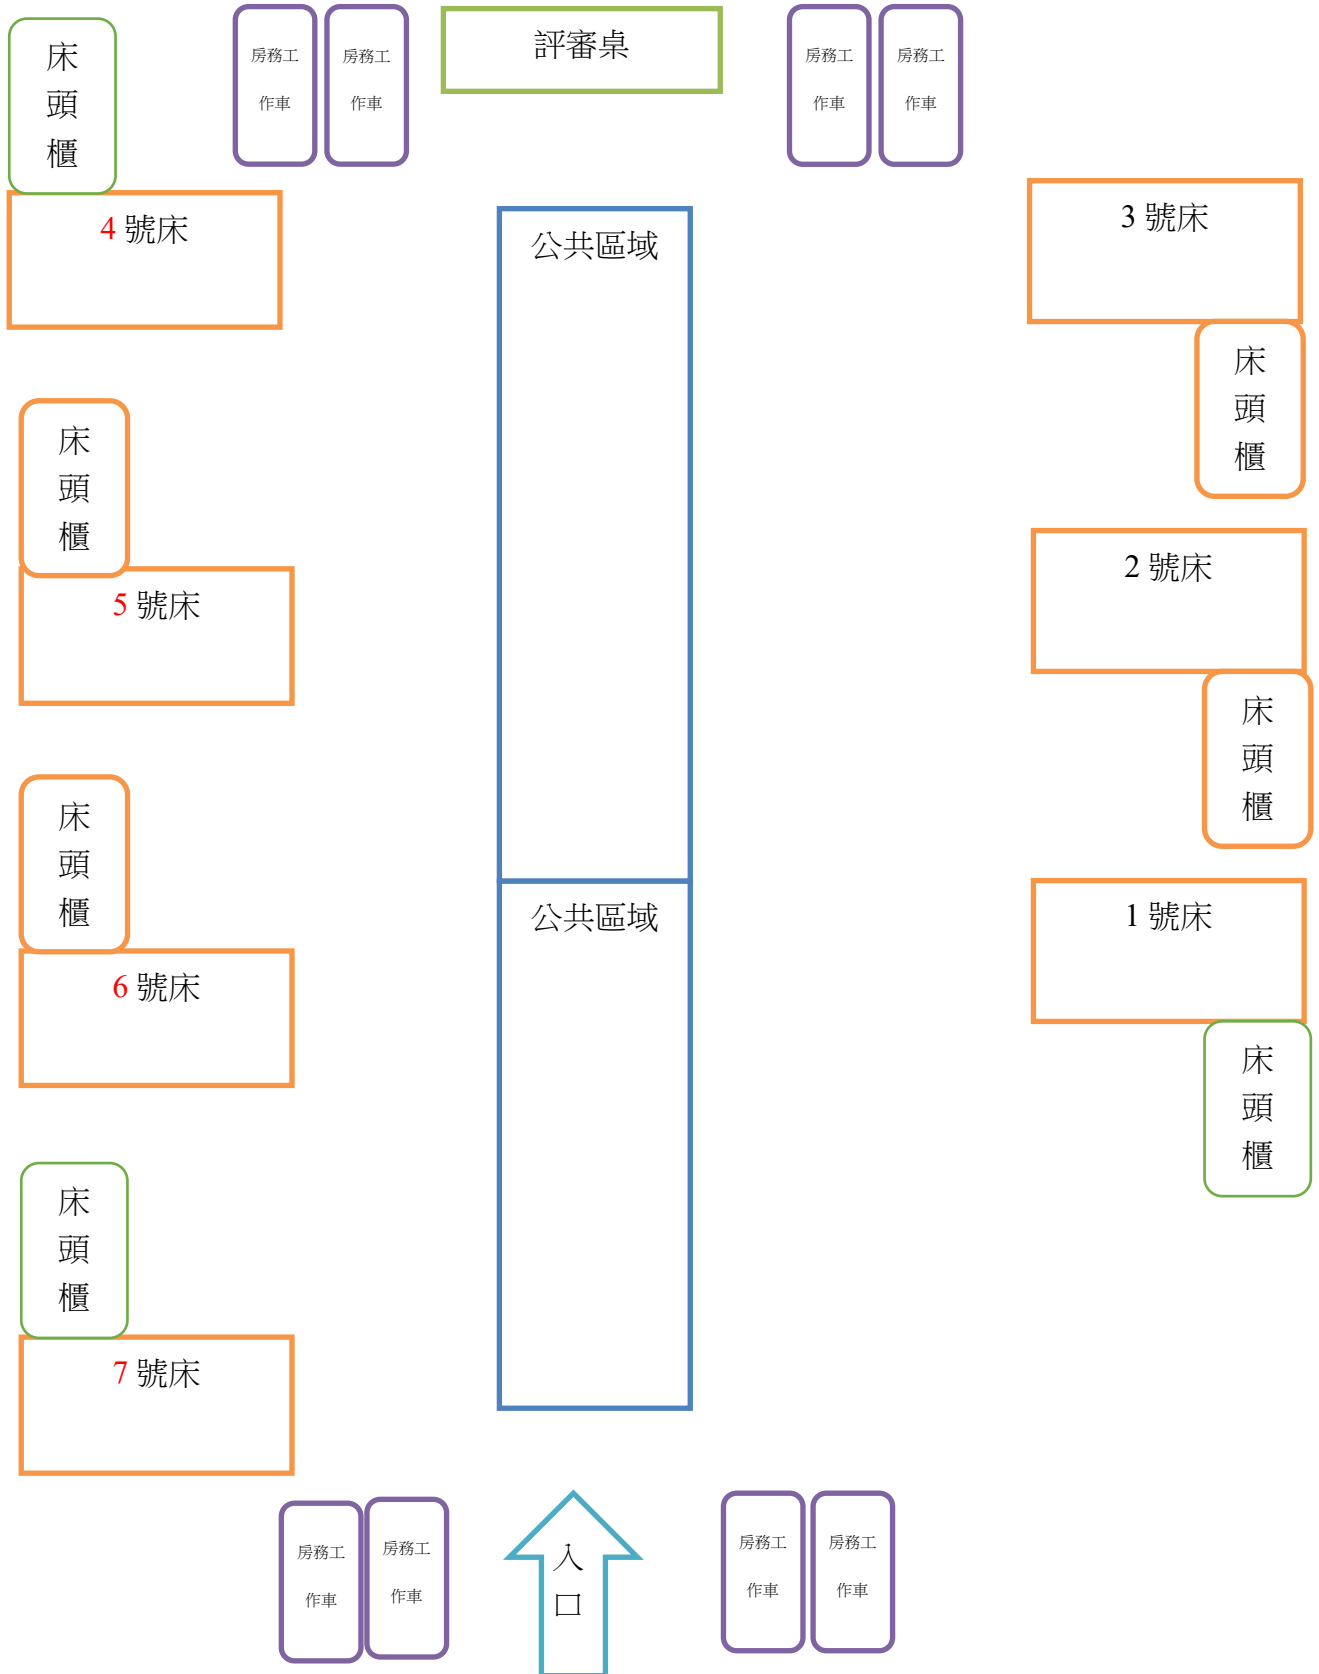 床
頭
櫃
房務工
作車
房務工
作車
評審桌
房務工
作車
房務工
作車
4 號床
公共區域
3 號床
床
頭
櫃
床
頭
櫃
5 號床
2 號床
床
頭
櫃
床
頭
櫃
6 號床
公共區域
1 號床
床
頭
櫃
床
頭
櫃
7 號床
房務工
作車
房務工
作車
入
口
房務工
作車
房務工
作車